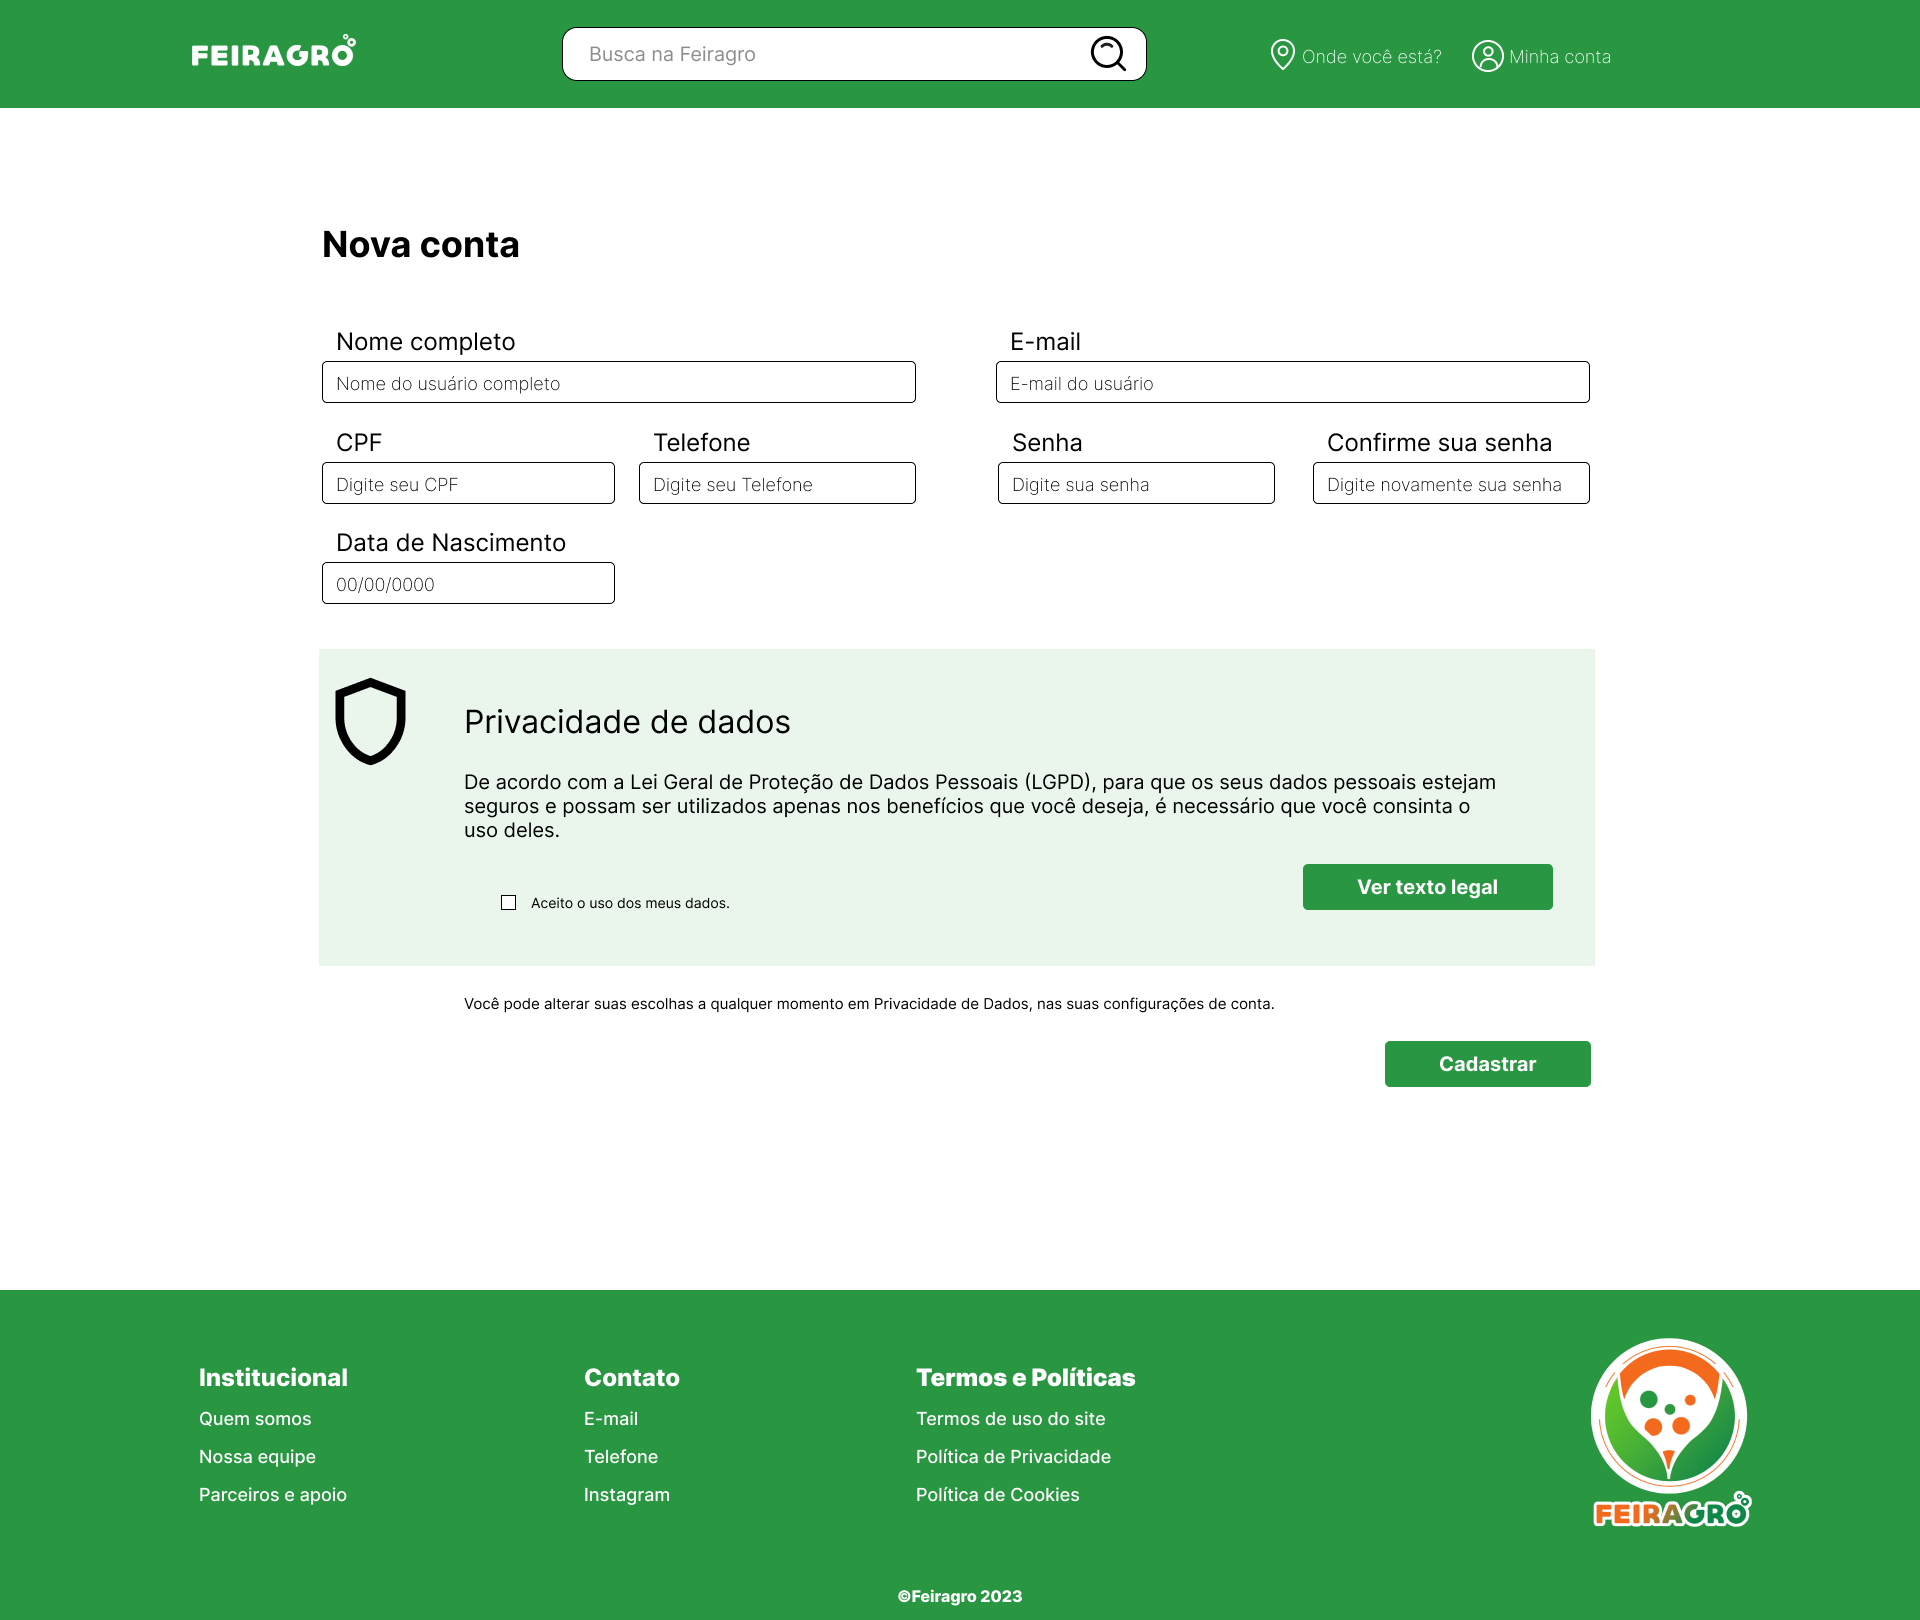 FEIRAGRO
Busca na Feiragro
Onde você está?
Minha conta
Nova conta
Nome completo
E-mail
Nome do usuário completo
E-mail do usuário
CPF
Telefone
Senha
Confirme sua senha
Digite seu CPF
Digite seu Telefone
Digite sua senha
Digite novamente sua senha
Data de Nascimento
00/00/0000
Privacidade de dados
De acordo com a Lei Geral de Proteção de Dados Pessoais (LGPD), para que os seus dados pessoais estejam
seguros e possam ser utilizados apenas nos benefícios que você deseja, é necessário que você consinta o
uso deles.
Ver texto legal
Aceito o uso dos meus dados.
Você pode alterar suas escolhas a qualquer momento em Privacidade de Dados, nas suas configurações de conta.
Cadastrar
Institucional
Quem somos
Nossa equipe
Parceiros e apoio
Contato
E-mail
Telefone
Instagram
Termos e Políticas
Termos de uso do site
Política de Privacidade
Política de Cookies
FEIRAGRO
©Feiragro 2023